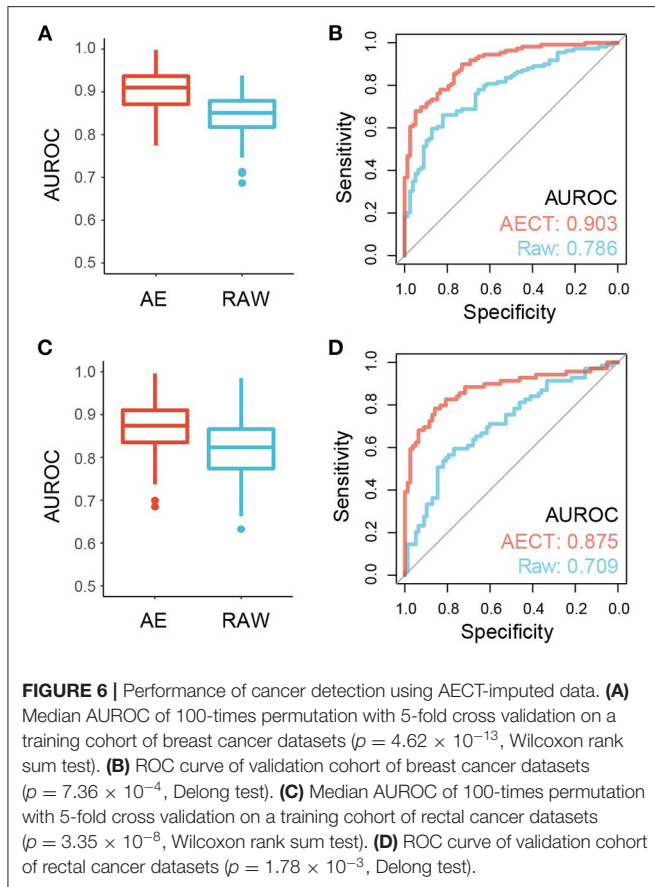 A
AUROC
1.0
0.9
0.8
0.7
0.6
0.5
AE
RAW
B
Sensitivity
1.0
0.8
0.6
0.4
0.2
0.0
AUROC
AECT: 0.903
Raw: 0.786
1.0 0.8 0.6 0.4 0.2 0.0
Specificity
C
AUROC
1.0
0.9
0.8
0.7
0.6
0.5
AE
RAW
D
Sensitivity
1.0
0.8
0.6
0.4
0.2
0.0
AUROC
AECT: 0.875
Raw: 0.709
1.0 0.8 0.6 0.4 0.2 0.0
Specificity
FIGURE 6 | Performance of cancer detection using AECT-imputed data. (A)
Median AUROC of 100-times permutation with 5-fold cross validation on a
training cohort of breast cancer datasets (p = 4.62 × 10⁻¹³, Wilcoxon rank
sum test). (B) ROC curve of validation cohort of breast cancer datasets
(p = 7.36 × 10⁻⁴, Delong test). (C) Median AUROC of 100-times permutation
with 5-fold cross validation on a training cohort of rectal cancer datasets
(p = 3.35 × 10⁻⁸, Wilcoxon rank sum test). (D) ROC curve of validation cohort
of rectal cancer datasets (p = 1.78 × 10⁻³, Delong test).